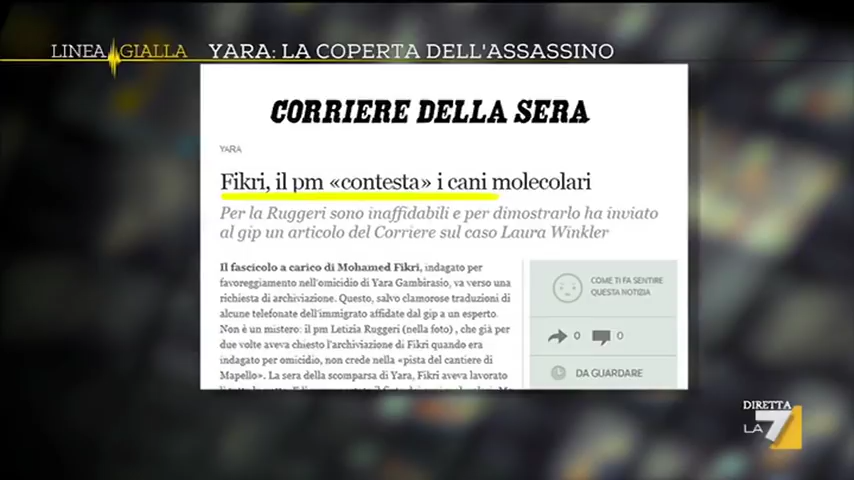 LINEA GIALLA
YARA: LA COPERTA DELL'ASSASSINO
CORRIERE DELLA SERA
YARA
Fikri, il pm «contesta» i cani molecolari
Per la Ruggeri sono inaffidabili e per dimostrarlo ha inviato
al gip un articolo del Corriere sul caso Laura Winkler
Il fascicolo a carico di Mohamed Fikri, indagato per
favoreggiamento nell'omicidio di Yara Gambirasio, va verso una
richiesta di archiviazione. Questo, salvo clamorose traduzioni di
alcune telefonate dell'immigrato affidate dal gip a un esperto.
Non è un mistero: il pm Letizia Ruggeri (nella foto) , che già per
due volte aveva chiesto l'archiviazione di Fikri quando era
indagato per omicidio, non crede nella «pista del cantiere di
Mapello». La sera della scomparsa di Yara, Fikri aveva lavorato
COME TI FA SENTIRE
QUESTA NOTIZIA
0 0
DA GUARDARE
DIRETTA
LA 7